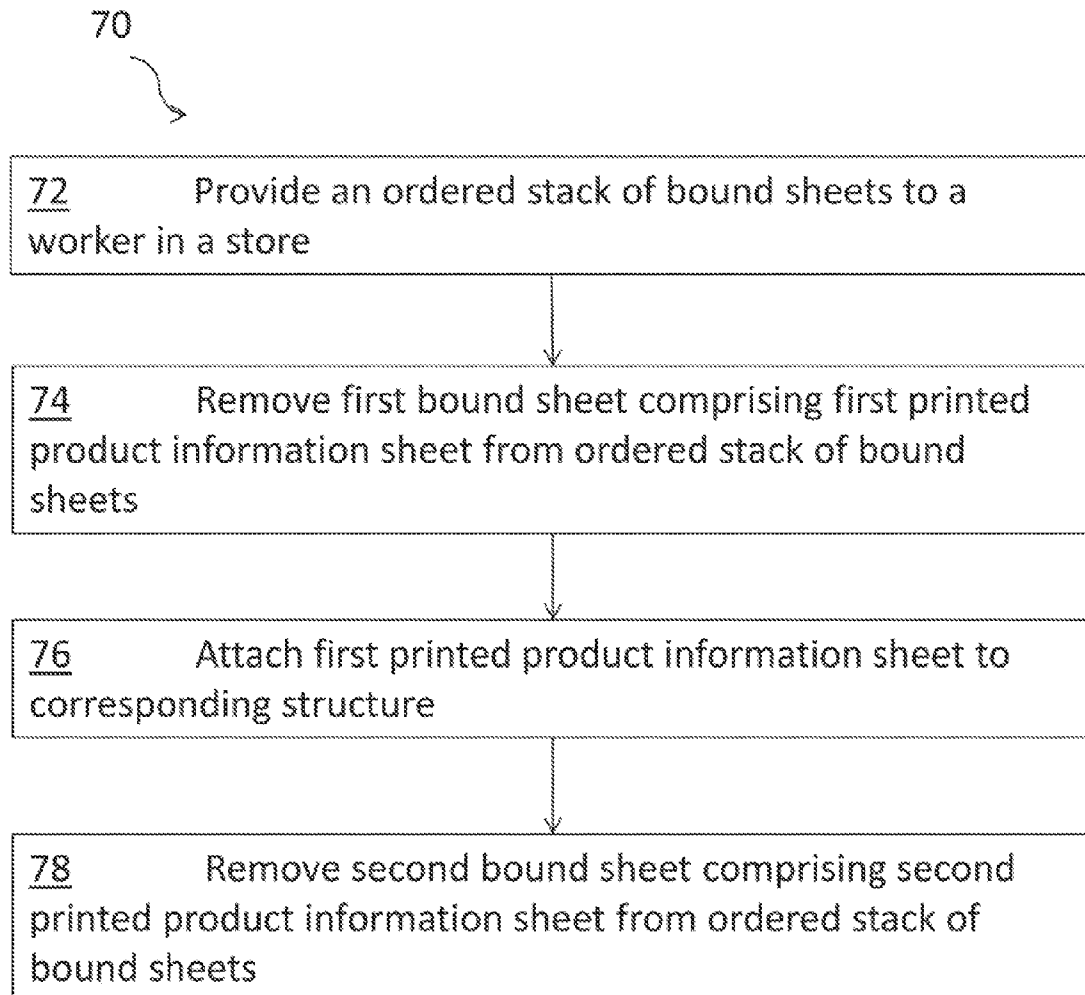 70
72 Provide an ordered stack of bound sheets to a
worker in a store
74 Remove first bound sheet comprising first printed
product information sheet from ordered stack of bound
sheets
76 Attach first printed product information sheet to
corresponding structure
78 Remove second bound sheet comprising second
printed product information sheet from ordered stack of
bound sheets